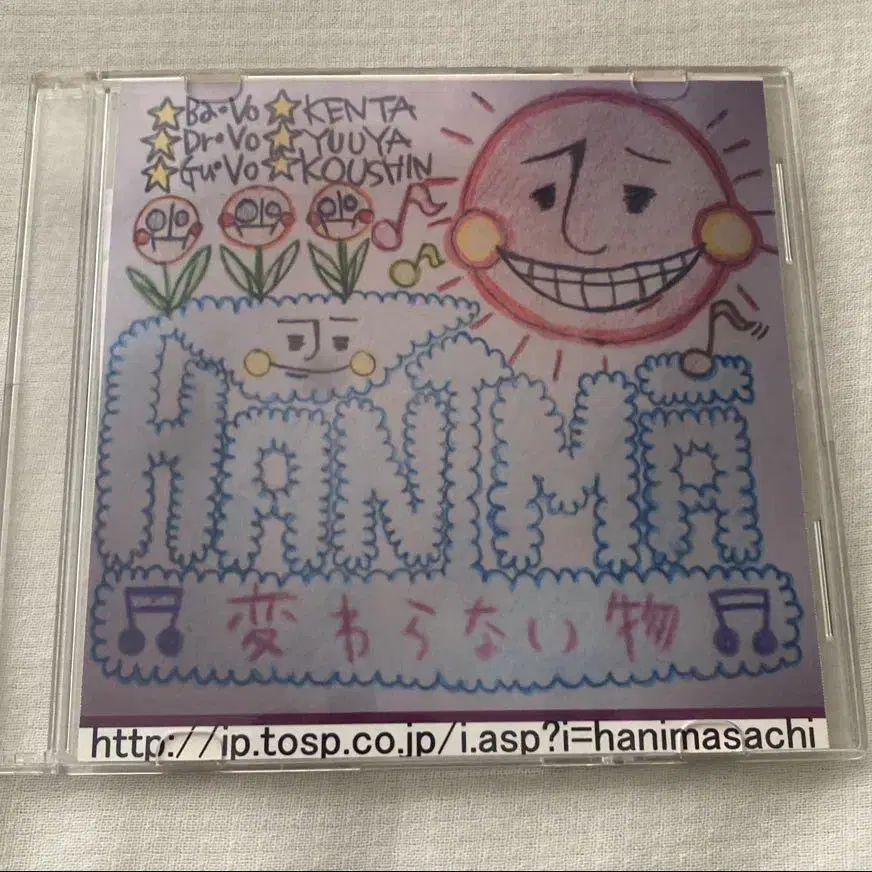 ★Ba・Vo★KENTA
★Dr・Vo★YUUYA
★Gu・Vo★KOUSHIN
HANIMA
変わらない物
http://ip.tosp.co.jp/i.asp?i=hanimasachi